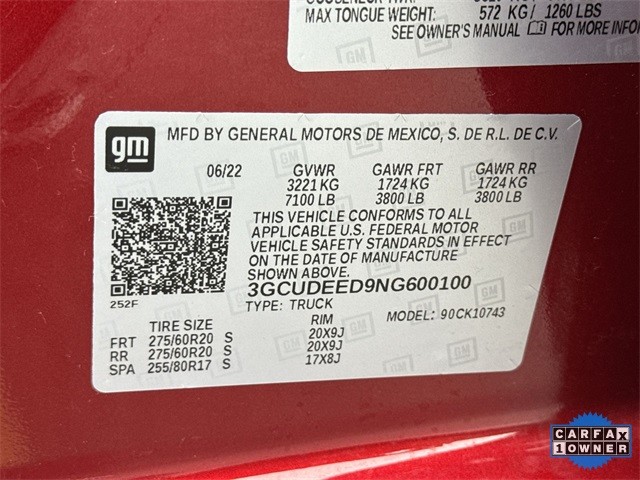 MAX TONGUE WEIGHT: 572 KG / 1260 LBS
SEE OWNER'S MANUAL FOR MORE INFO
gm
MFD BY GENERAL MOTORS DE MEXICO, S. DE R.L. DE C.V.
06/22 GVWR GAWR FRT GAWR RR
3221 KG 1724 KG 1724 KG
7100 LB 3800 LB 3800 LB
THIS VEHICLE CONFORMS TO ALL
APPLICABLE U.S. FEDERAL MOTOR
VEHICLE SAFETY STANDARDS IN EFFECT
ON THE DATE OF MANUFACTURE
SHOWN ABOVE.
252F
3GCUDEED9NG600100
TYPE: TRUCK MODEL: 90CK10743
TIRE SIZE RIM
FRT 275/60R20 S 20X9J
RR 275/60R20 S 20X9J
SPA 255/80R17 S 17X8J
CARFAX
1 OWNER